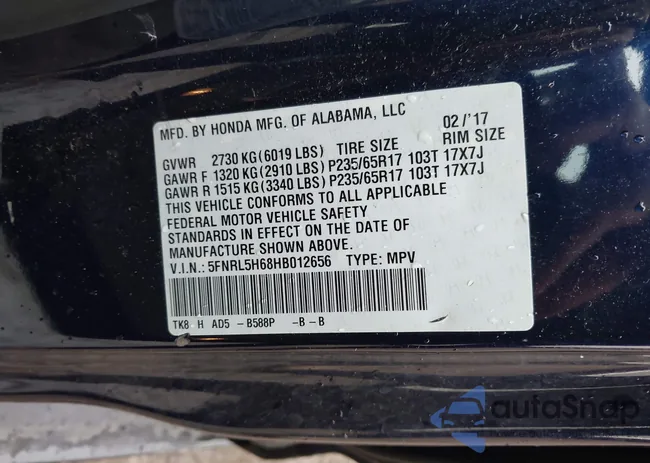 MFD. BY HONDA MFG. OF ALABAMA, LLC 02/'17
GVWR 2730 KG(6019 LBS) TIRE SIZE RIM SIZE
GAWR F 1320 KG(2910 LBS) P235/65R17 103T 17X7J
GAWR R 1515 KG(3340 LBS) P235/65R17 103T 17X7J
THIS VEHICLE CONFORMS TO ALL APPLICABLE
FEDERAL MOTOR VEHICLE SAFETY
STANDARDS IN EFFECT ON THE DATE OF
MANUFACTURE SHOWN ABOVE.
V.I.N.: 5FNRL5H68HB012656 TYPE: MPV
TK8 H AD5 -B588P -B-B
autoSnap